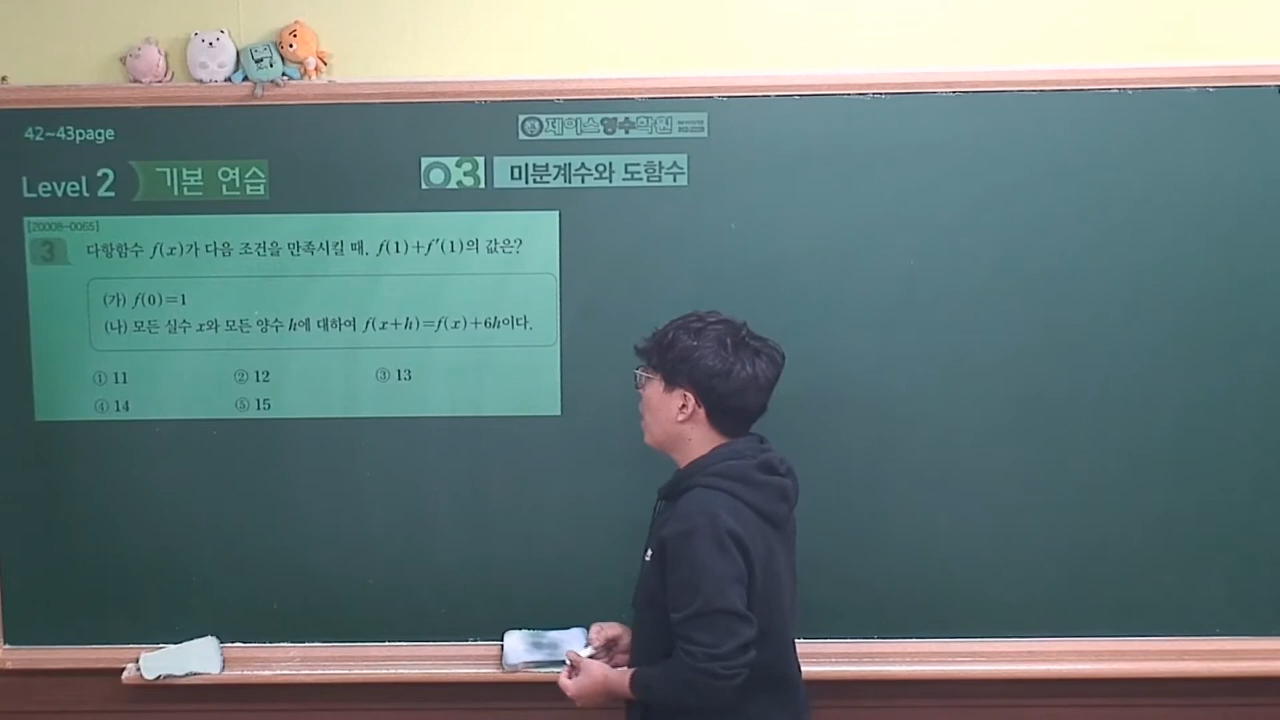 42~43page
제이스영수학원
Level 2 기본 연습
03 미분계수와 도함수
[20008-0065]
3 다항함수 f(x)가 다음 조건을 만족시킬 때, f(1)+f′(1)의 값은?
(가) f(0)=1
(나) 모든 실수 x와 모든 양수 h에 대하여 f(x+h)=f(x)+6h이다.
① 11 ② 12 ③ 13
④ 14 ⑤ 15